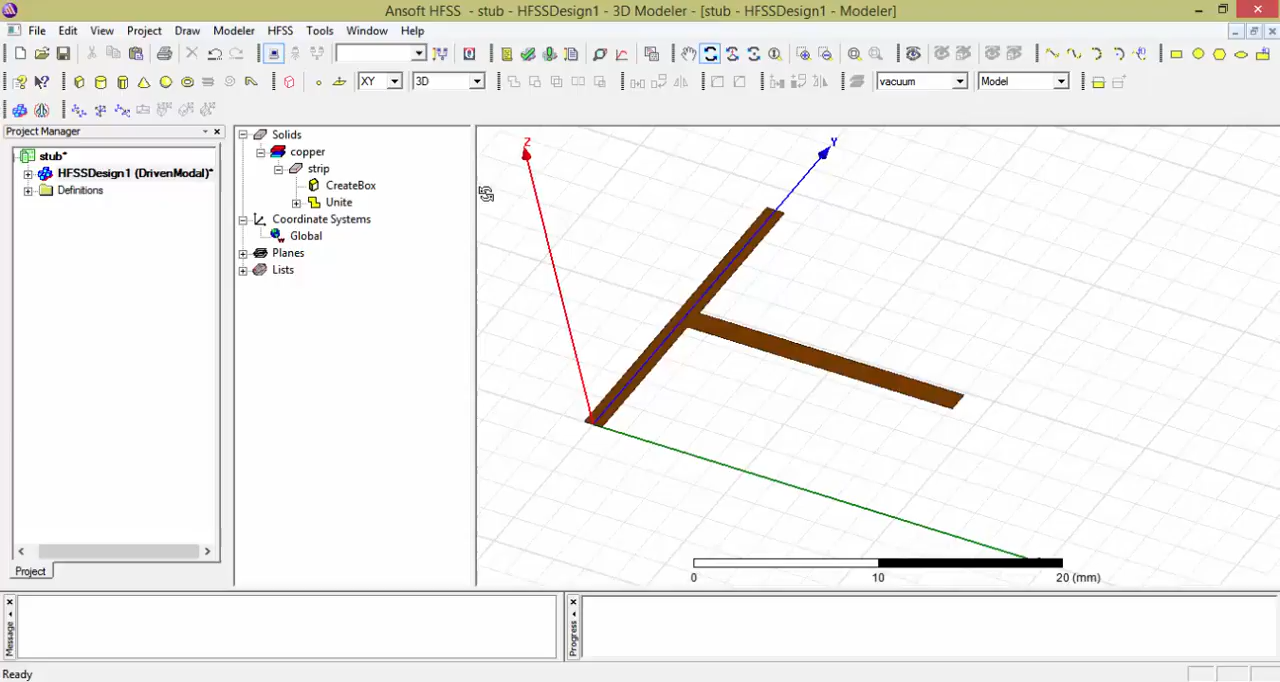 Ansoft HFSS - stub - HFSSDesign1 - 3D Modeler - [stub - HFSSDesign1 - Modeler]
File Edit View Project Draw Modeler HFSS Tools Window Help
XY 3D vacuum Model
Project Manager
stub*
HFSSDesign1 (DrivenModal)*
Definitions
Project
Solids
copper
strip
CreateBox
Unite
Coordinate Systems
Global
Planes
Lists
Z
Y
0 10 20 (mm)
Message
Progress
Ready